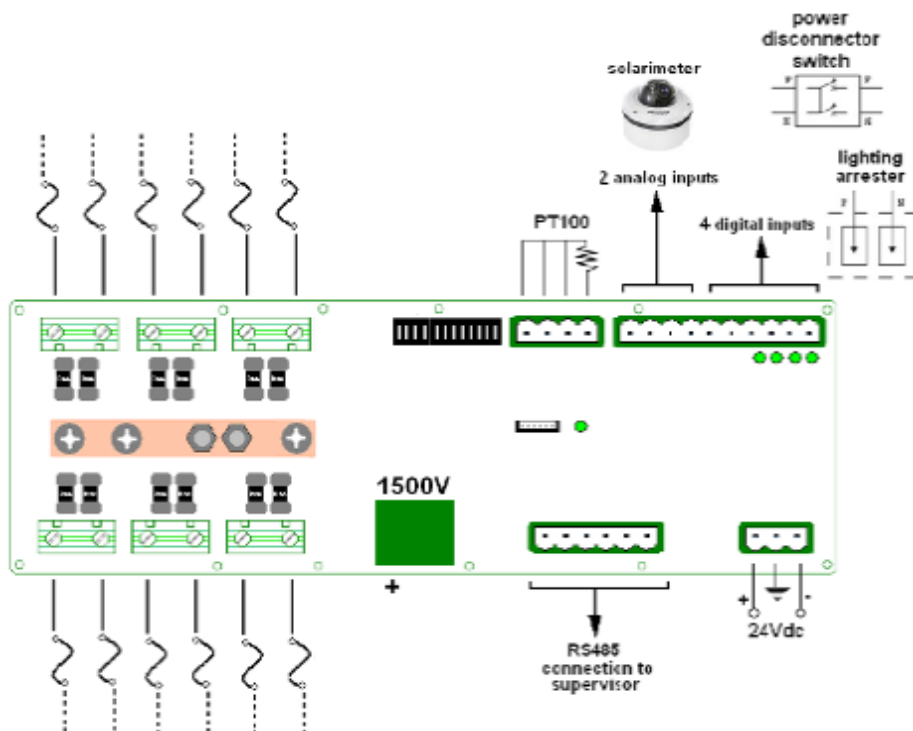 power
disconnector
switch
solarimeter
lighting
arrester
2 analog inputs
PT100
4 digital inputs
1500V
+
+ -
24Vdc
RS485
connection to
supervisor